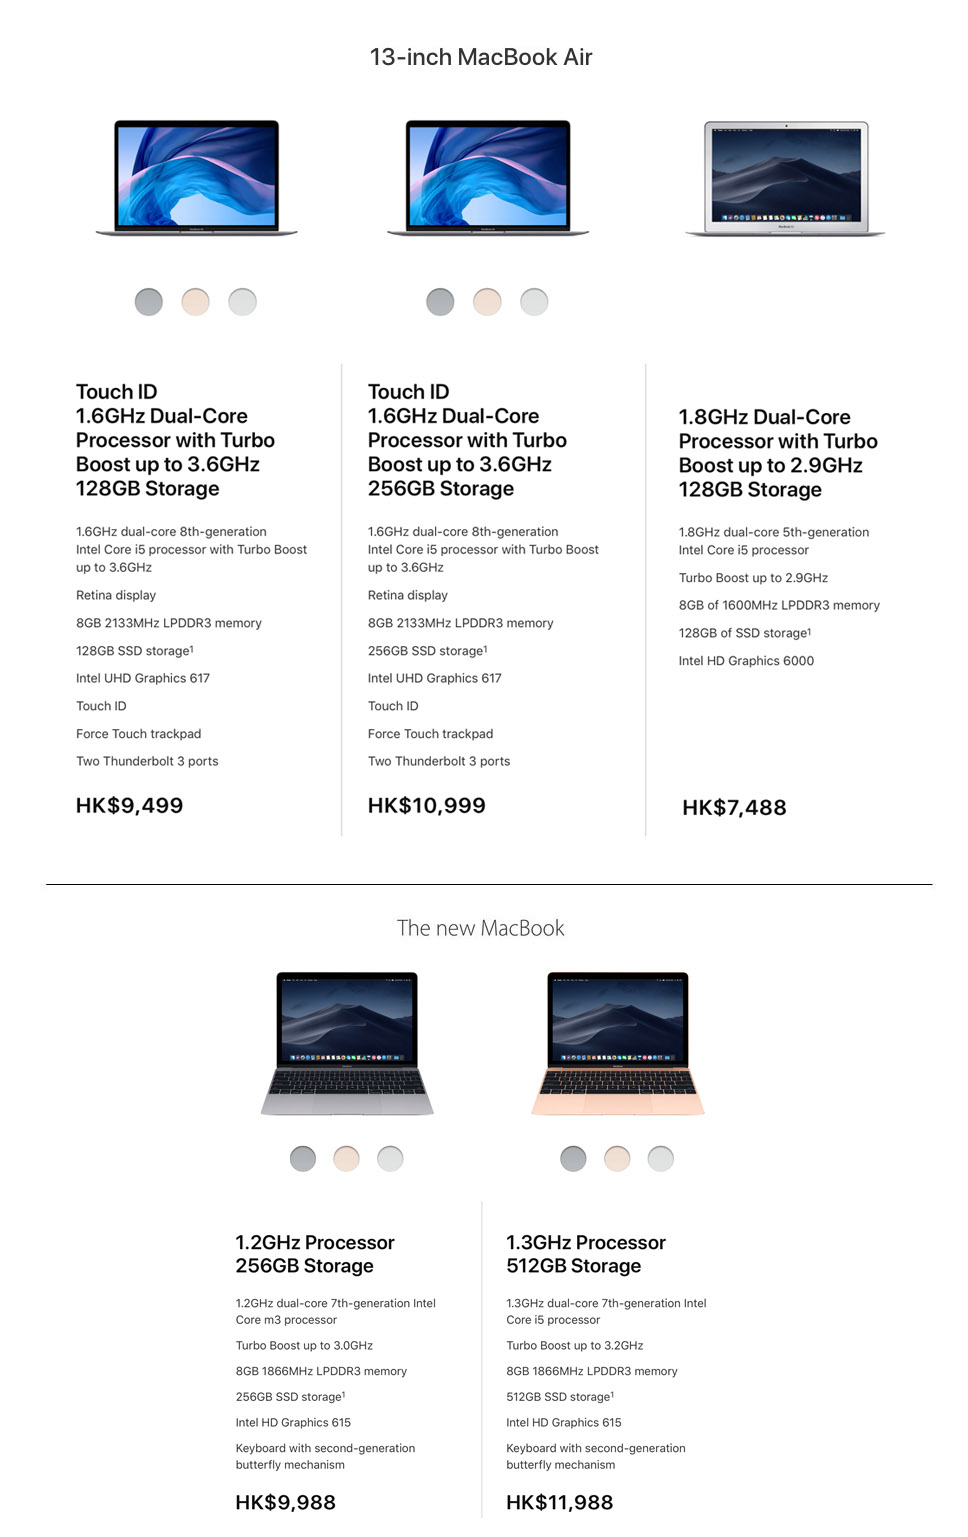 13-inch MacBook Air
Touch ID
1.6GHz Dual-Core
Processor with Turbo
Boost up to 3.6GHz
128GB Storage
1.6GHz dual-core 8th-generation
Intel Core i5 processor with Turbo Boost
up to 3.6GHz
Retina display
8GB 2133MHz LPDDR3 memory
128GB SSD storage¹
Intel UHD Graphics 617
Touch ID
Force Touch trackpad
Two Thunderbolt 3 ports
HK$9,499
Touch ID
1.6GHz Dual-Core
Processor with Turbo
Boost up to 3.6GHz
256GB Storage
1.6GHz dual-core 8th-generation
Intel Core i5 processor with Turbo Boost
up to 3.6GHz
Retina display
8GB 2133MHz LPDDR3 memory
256GB SSD storage¹
Intel UHD Graphics 617
Touch ID
Force Touch trackpad
Two Thunderbolt 3 ports
HK$10,999
1.8GHz Dual-Core
Processor with Turbo
Boost up to 2.9GHz
128GB Storage
1.8GHz dual-core 5th-generation
Intel Core i5 processor
Turbo Boost up to 2.9GHz
8GB of 1600MHz LPDDR3 memory
128GB of SSD storage¹
Intel HD Graphics 6000
HK$7,488
The new MacBook
1.2GHz Processor
256GB Storage
1.2GHz dual-core 7th-generation Intel
Core m3 processor
Turbo Boost up to 3.0GHz
8GB 1866MHz LPDDR3 memory
256GB SSD storage¹
Intel HD Graphics 615
Keyboard with second-generation
butterfly mechanism
HK$9,988
1.3GHz Processor
512GB Storage
1.3GHz dual-core 7th-generation Intel
Core i5 processor
Turbo Boost up to 3.2GHz
8GB 1866MHz LPDDR3 memory
512GB SSD storage¹
Intel HD Graphics 615
Keyboard with second-generation
butterfly mechanism
HK$11,988